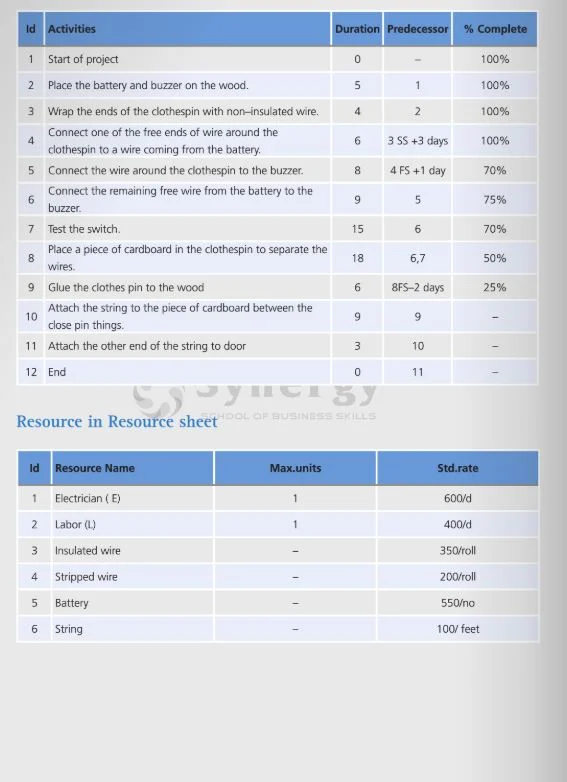 Id Activities Duration Predecessor % Complete
1 Start of project 0 – 100%
2 Place the battery and buzzer on the wood. 5 1 100%
3 Wrap the ends of the clothespin with non–insulated wire. 4 2 100%
4 Connect one of the free ends of wire around the
clothespin to a wire coming from the battery. 6 3 SS +3 days 100%
5 Connect the wire around the clothespin to the buzzer. 8 4 FS +1 day 70%
6 Connect the remaining free wire from the battery to the
buzzer. 9 5 75%
7 Test the switch. 15 6 70%
8 Place a piece of cardboard in the clothespin to separate the
wires. 18 6,7 50%
9 Glue the clothes pin to the wood 6 8FS–2 days 25%
10 Attach the string to the piece of cardboard between the
close pin things. 9 9 –
11 Attach the other end of the string to door 3 10 –
12 End 0 11 –
Synergy
SCHOOL OF BUSINESS SKILLS
Resource in Resource sheet
Id Resource Name Max.units Std.rate
1 Electrician ( E) 1 600/d
2 Labor (L) 1 400/d
3 Insulated wire – 350/roll
4 Stripped wire – 200/roll
5 Battery – 550/no
6 String – 100/ feet